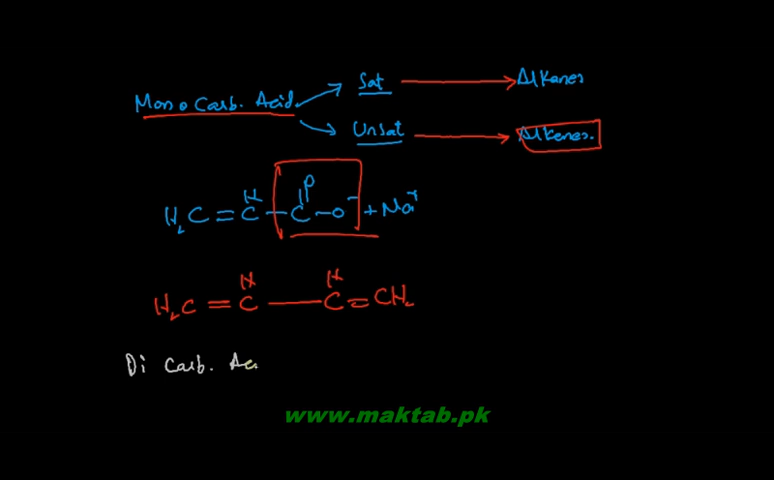 Sat Alkanes
Mono Carb. Acid
Unsat Alkenes.
H O
H₂C = C – C – O⁻ + Na⁺
H H
H₂C = C — C = CH₂
Di Carb. Ac
www.maktab.pk